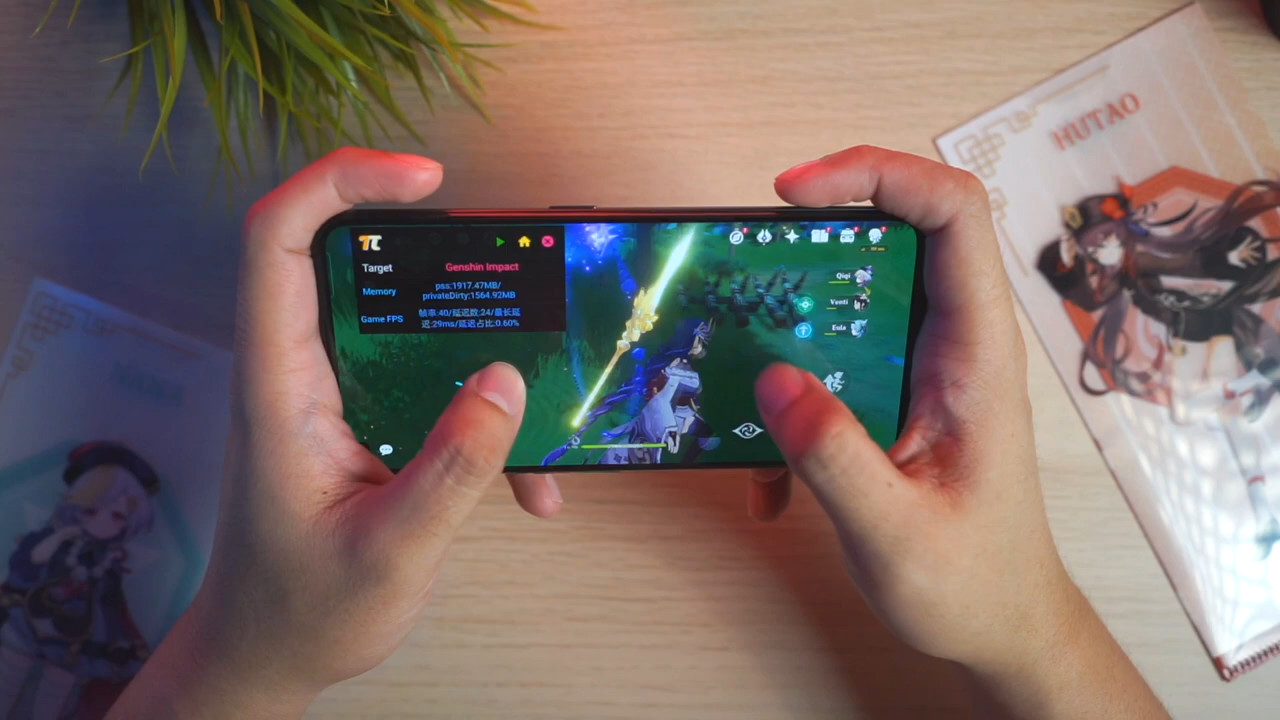 HUTAO
Target
Genshin Impact
Memory
pss:1917.47MB/
privateDirty:1564.92MB
Game FPS
帧率:40/延迟数:24/最长延
迟:29ms/延迟占比:0.60%
Qiqi
Venti
Eula